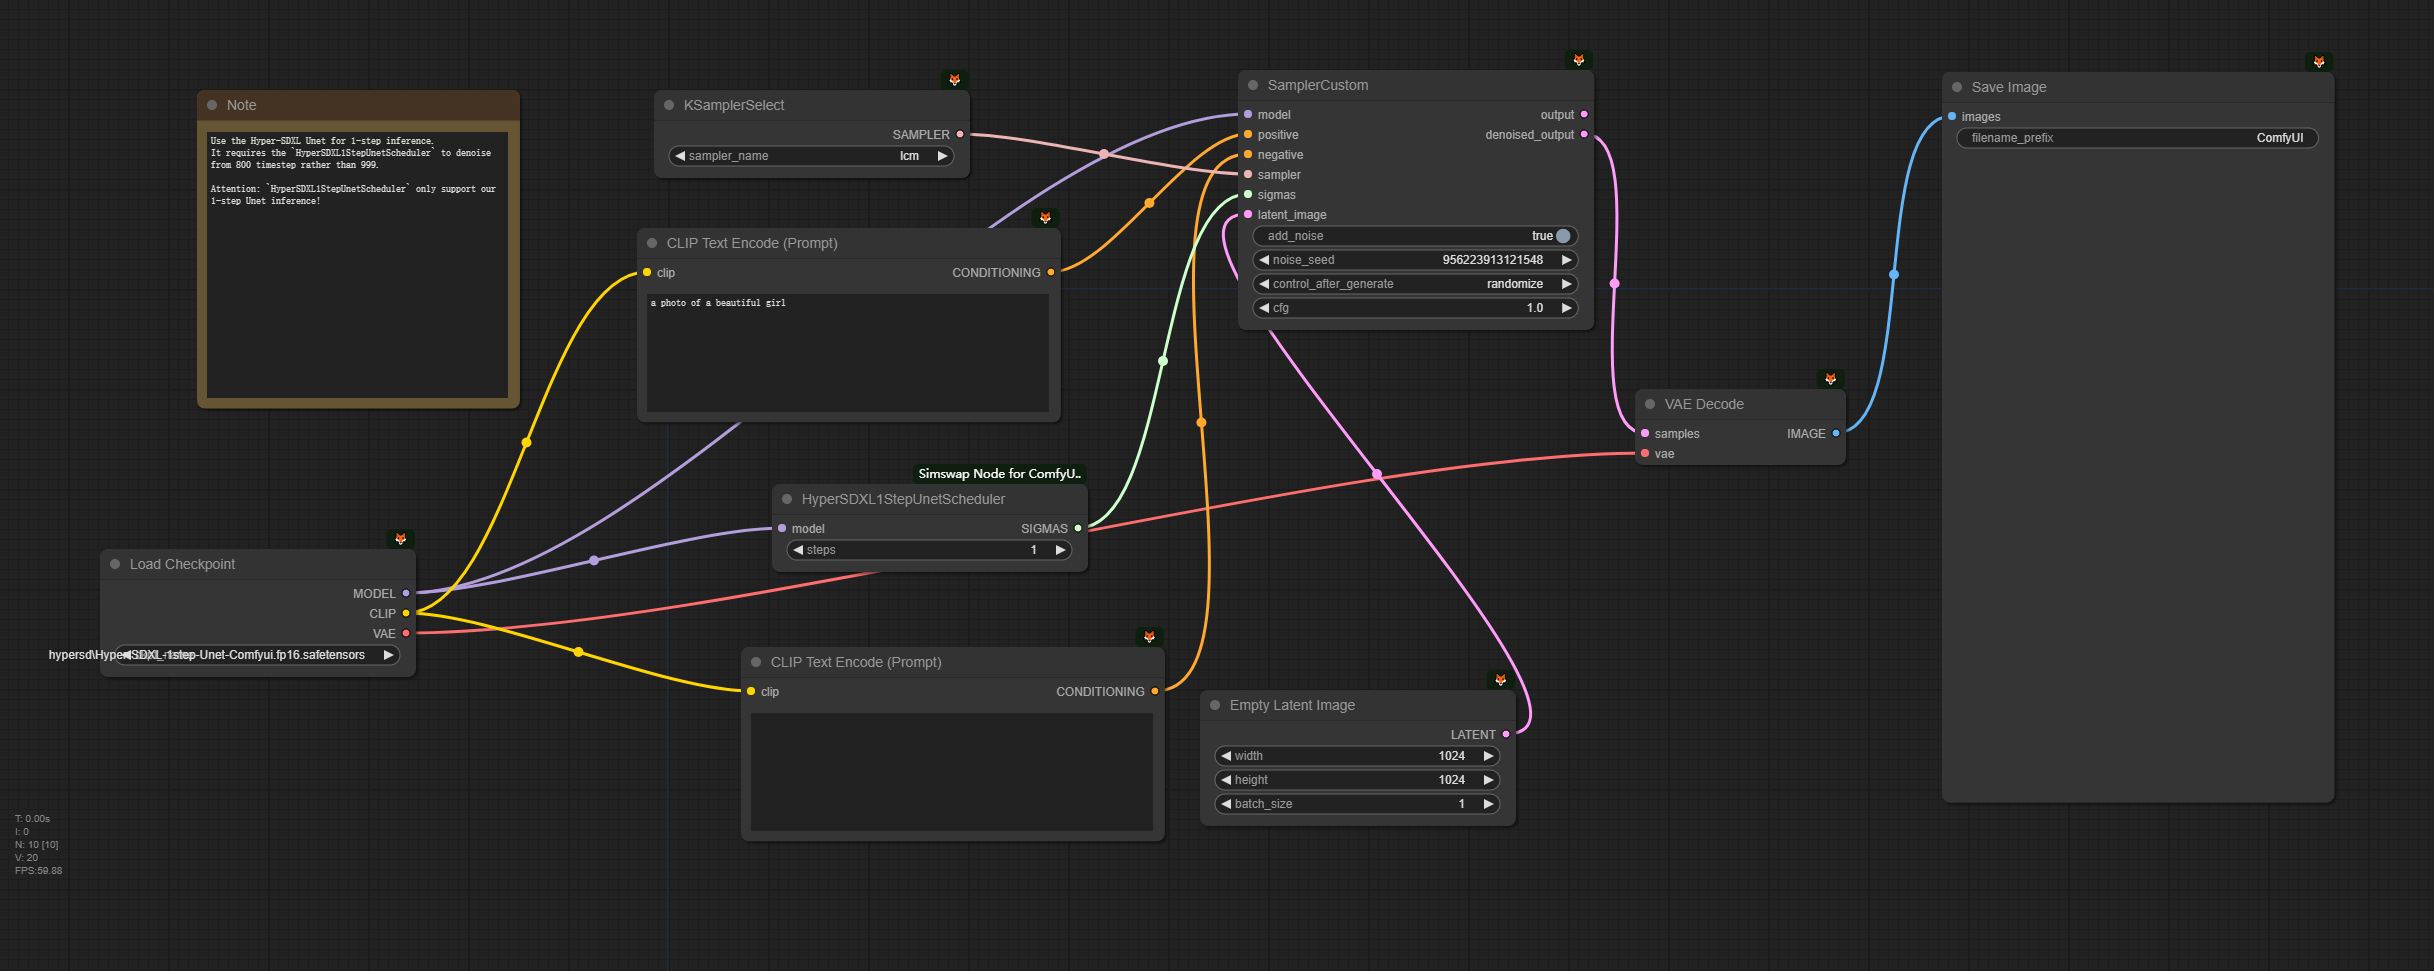 Note
Use the Hyper-SDXL Unet for 1-step inference.
It requires the `HyperSDXL1StepUnetScheduler` to denoise
from 800 timestep rather than 999.
Attention: `HyperSDXL1StepUnetScheduler` only support our
1-step Unet inference!
KSamplerSelect
SAMPLER
sampler_name lcm
CLIP Text Encode (Prompt)
clip CONDITIONING
a photo of a beautiful girl
Simswap Node for ComfyU..
HyperSDXL1StepUnetScheduler
model SIGMAS
steps 1
Load Checkpoint
MODEL
CLIP
VAE
hypersd\Hyper-SDXL-1step-Unet-Comfyui.fp16.safetensors
CLIP Text Encode (Prompt)
clip CONDITIONING
SamplerCustom
model output
positive denoised_output
negative
sampler
sigmas
latent_image
add_noise true
noise_seed 956223913121548
control_after_generate randomize
cfg 1.0
Empty Latent Image
LATENT
width 1024
height 1024
batch_size 1
VAE Decode
samples IMAGE
vae
Save Image
images
filename_prefix ComfyUI
T: 0.00s
I: 0
N: 10 [10]
V: 20
FPS:59.88